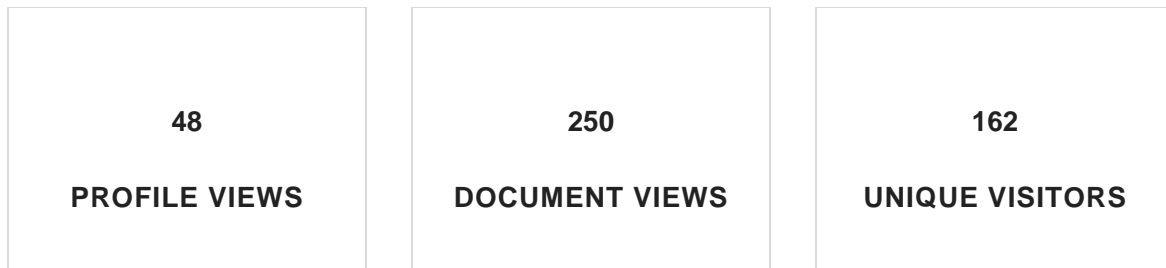 48
PROFILE VIEWS
250
DOCUMENT VIEWS
162
UNIQUE VISITORS